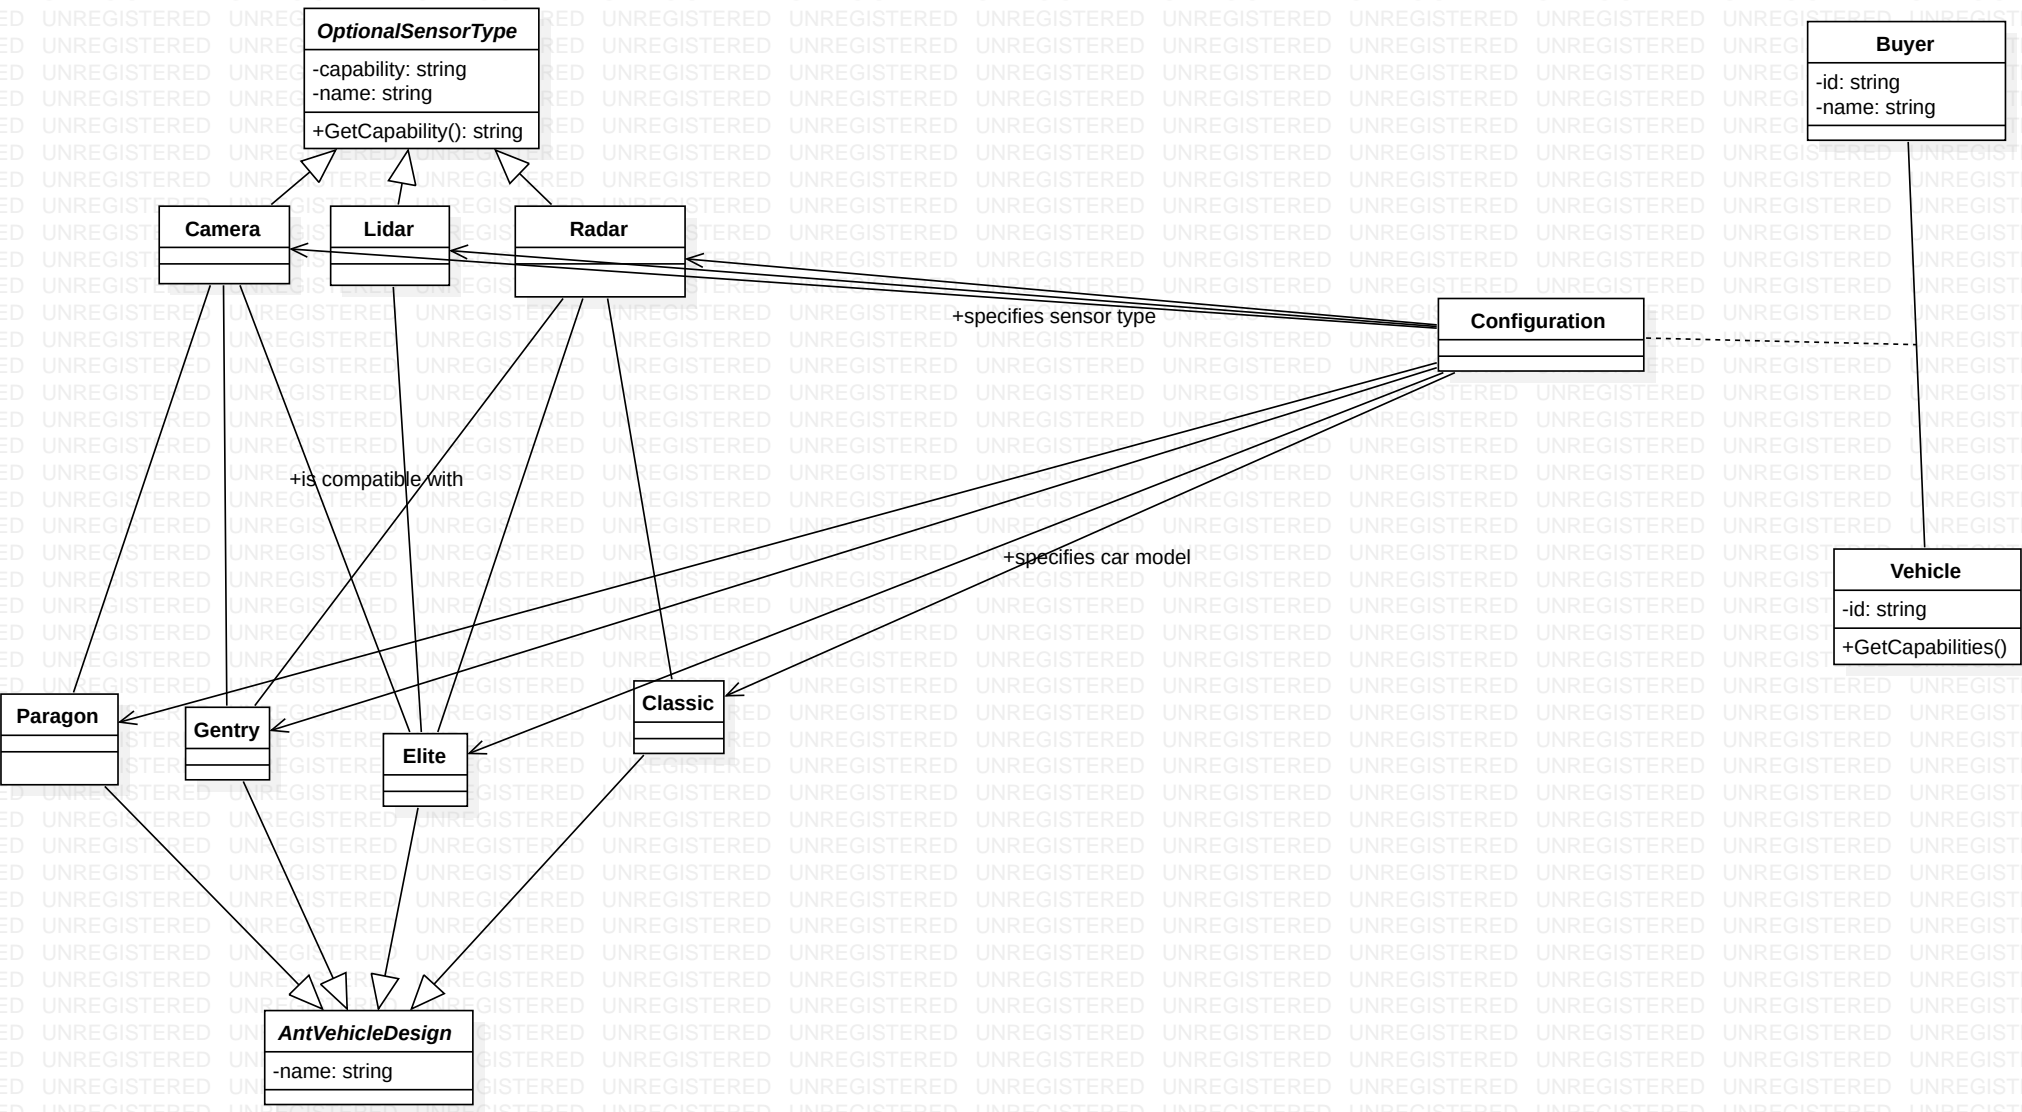 OptionalSensorType
-capability: string
-name: string
+GetCapability(): string
Buyer
-id: string
-name: string
Camera
Lidar
Radar
Configuration
+specifies sensor type
+is compatible with
+specifies car model
Vehicle
-id: string
+GetCapabilities()
Paragon
Gentry
Elite
Classic
AntVehicleDesign
-name: string
UNREGISTERED